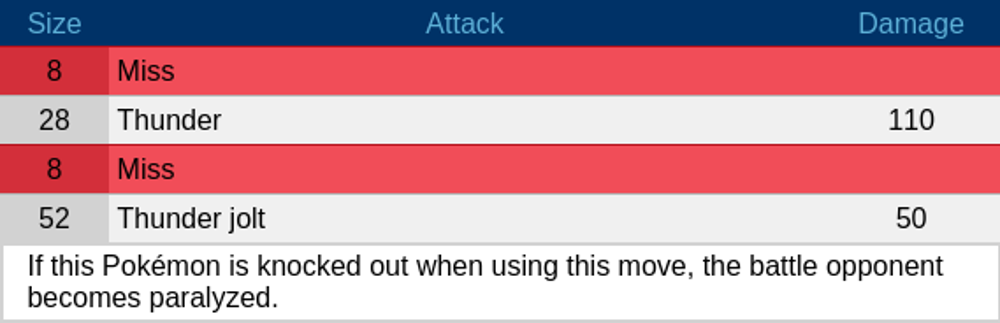 Size Attack Damage
8 Miss
28 Thunder 110
8 Miss
52 Thunder jolt 50
If this Pokémon is knocked out when using this move, the battle opponent
becomes paralyzed.